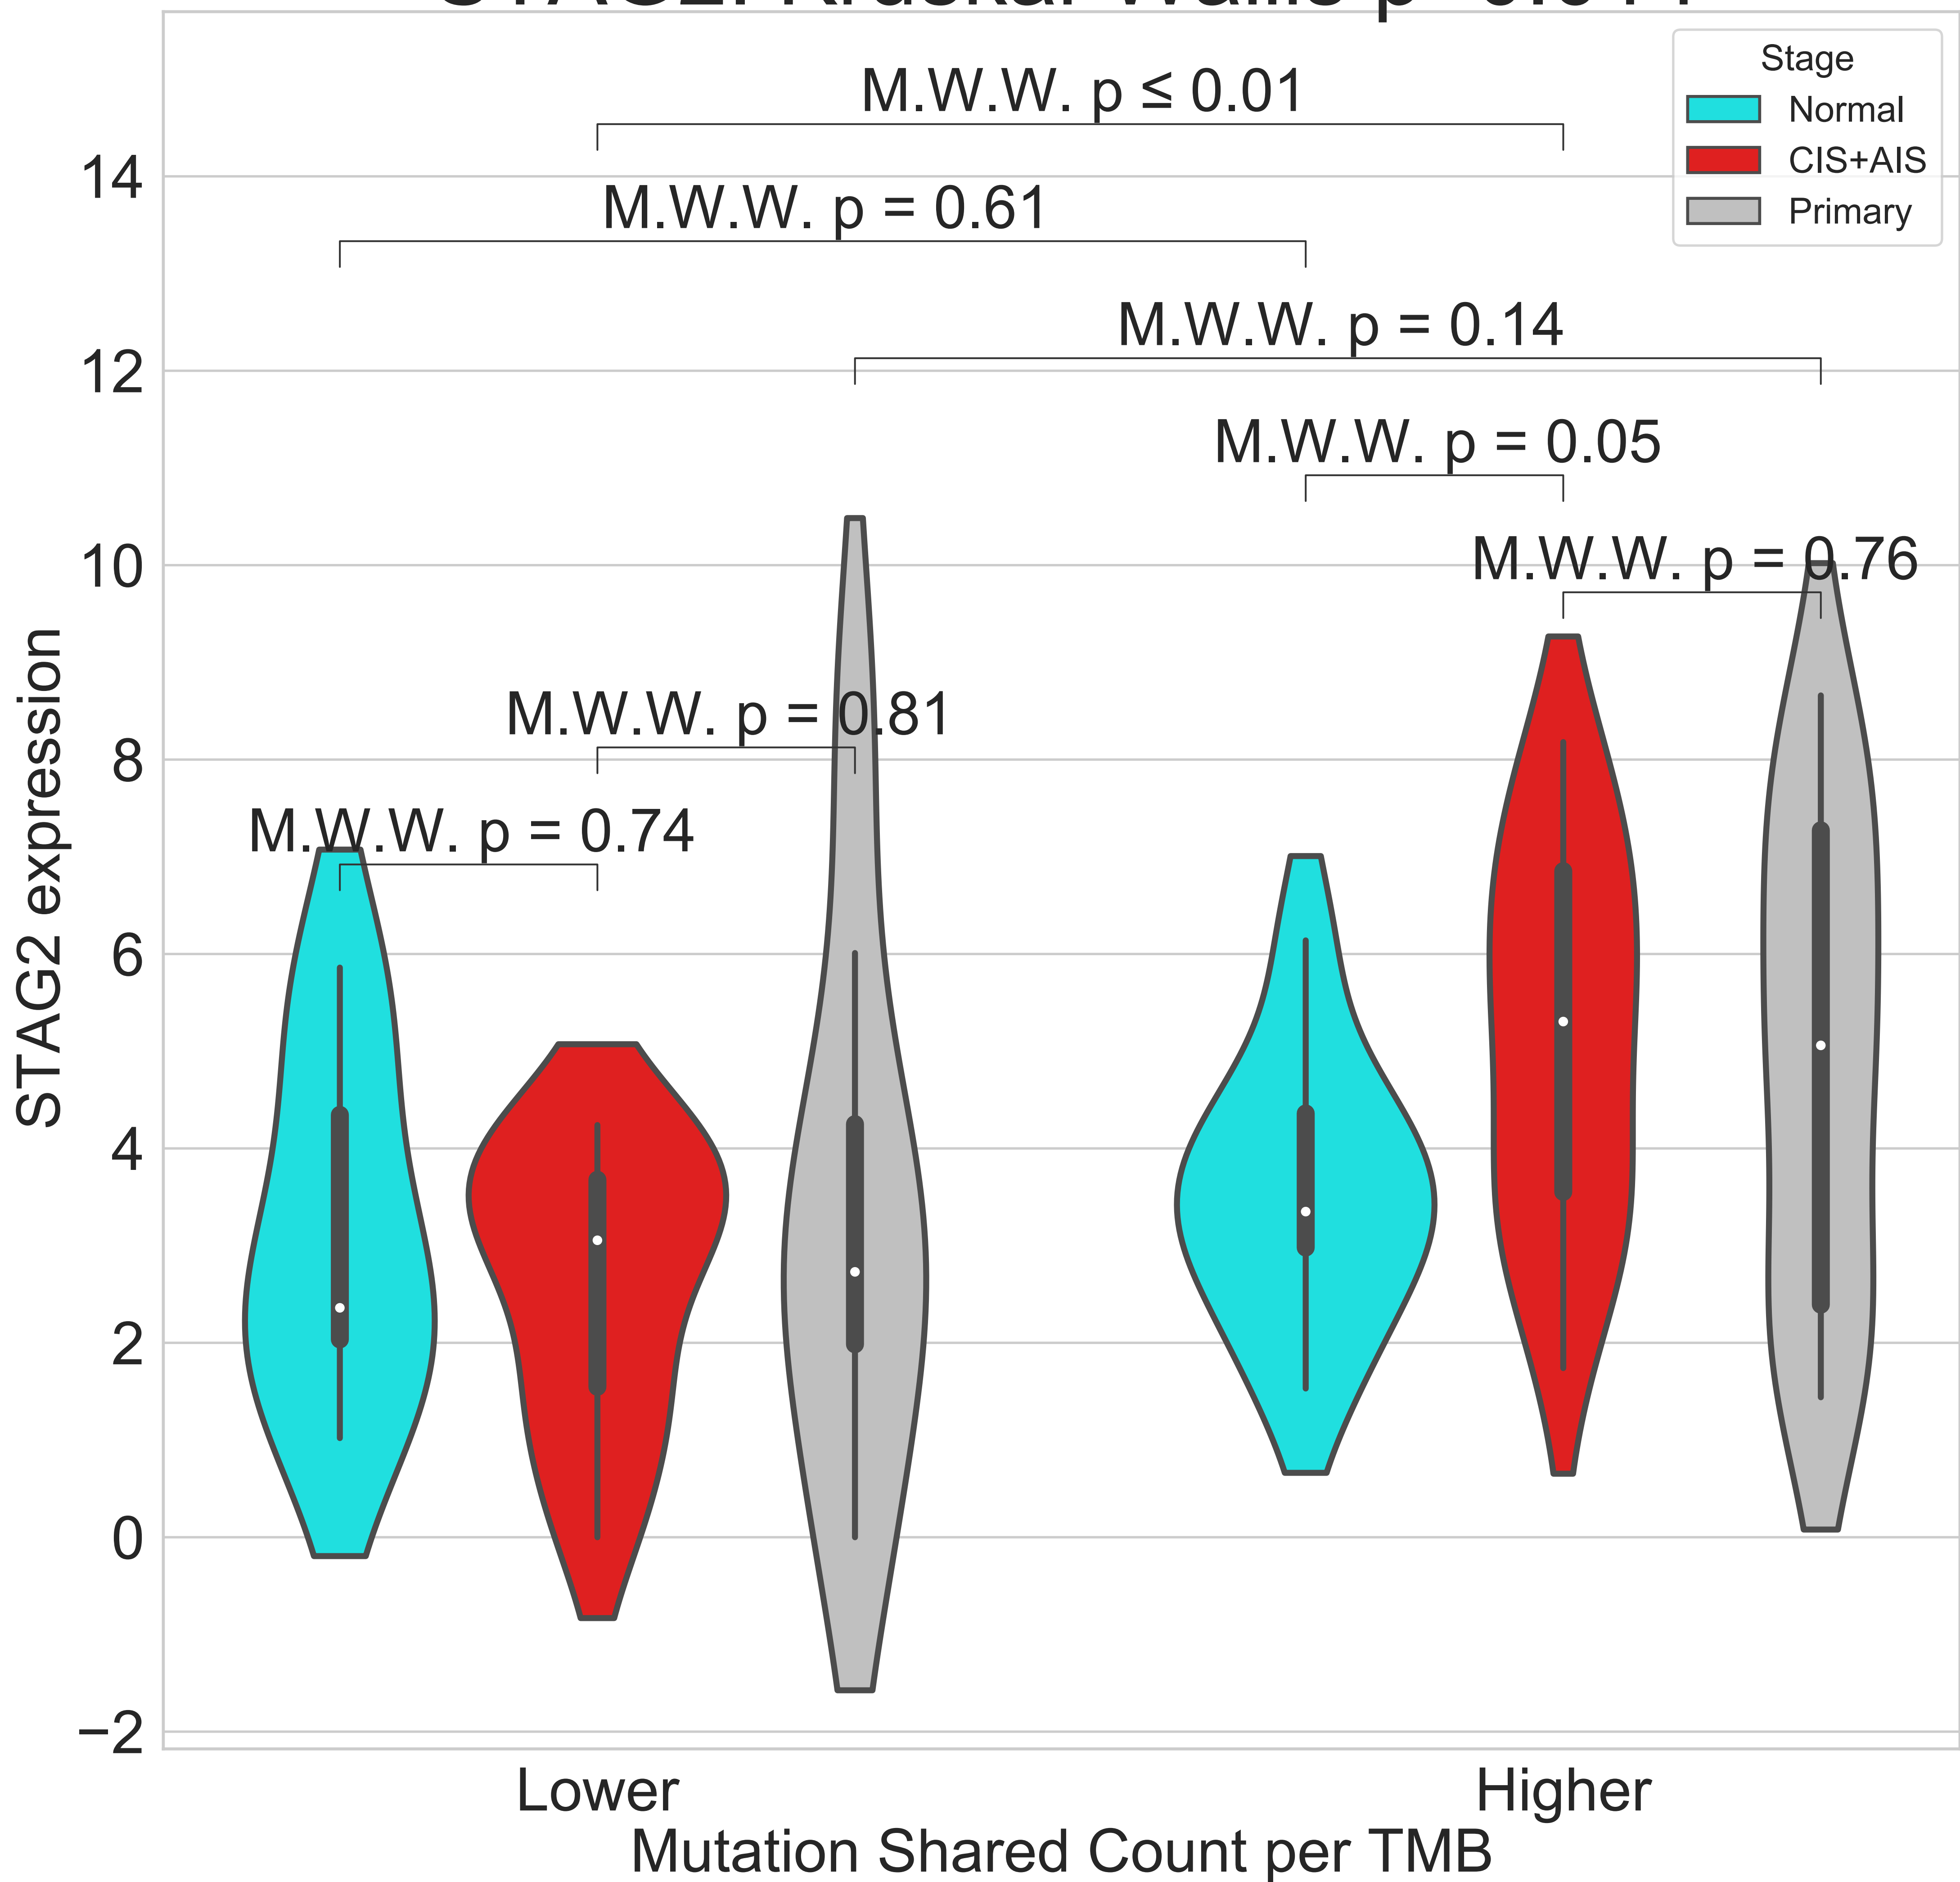 M.W.W. p ≤ 0.01
M.W.W. p = 0.61
M.W.W. p = 0.14
M.W.W. p = 0.05
M.W.W. p = 0.76
M.W.W. p = 0.81
M.W.W. p = 0.74
Stage
Normal
CIS+AIS
Primary
14
12
10
8
6
4
2
0
−2
STAG2 expression
Lower
Higher
Mutation Shared Count per TMB